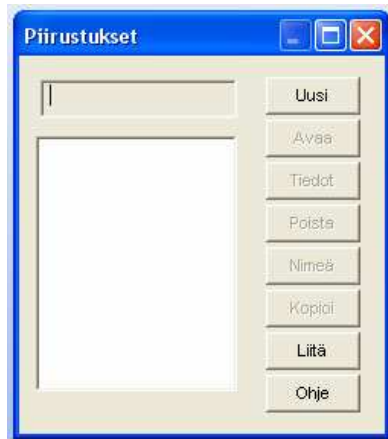 Piirustukset
Uusi
Avaa
Tiedot
Poista
Nimeä
Kopioi
Liitä
Ohje